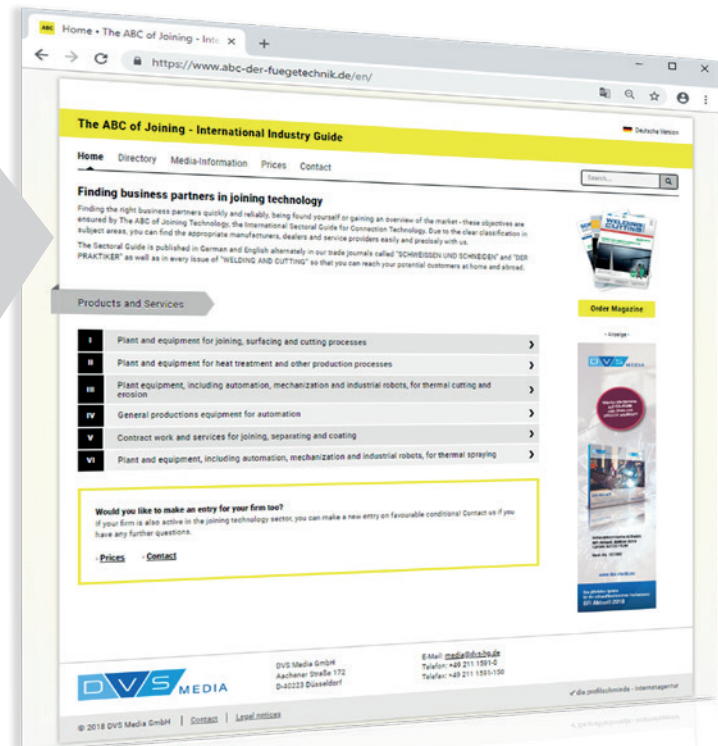 ABC Home • The ABC of Joining - Inte
https://www.abc-der-fuegetechnik.de/en/
Deutsche Version
The ABC of Joining - International Industry Guide
Home Directory Media-Information Prices Contact
Search...
Finding business partners in joining technology
Finding the right business partners quickly and reliably, being found yourself or gaining an overview of the market - these objectives are
ensured by The ABC of Joining Technology, the International Sectoral Guide for Connection Technology. Due to the clear classification in
subject areas, you can find the appropriate manufacturers, dealers and service providers easily and precisely with us.
The Sectoral Guide is published in German and English alternately in our trade journals called "SCHWEISSEN UND SCHNEIDEN" and "DER
PRAKTIKER" as well as in every issue of "WELDING AND CUTTING" so that you can reach your potential customers at home and abroad.
WELDING
CUTTING
Order Magazine
Products and Services
I Plant and equipment for joining, surfacing and cutting processes
II Plant and equipment for heat treatment and other production processes
III Plant equipment, including automation, mechanization and industrial robots, for thermal cutting and
erosion
IV General productions equipment for automation
V Contract work and services for joining, separating and coating
VI Plant and equipment, including automation, mechanization and industrial robots, for thermal spraying
- Anzeige -
DVS MEDIA
Would you like to make an entry for your firm too?
If your firm is also active in the joining technology sector, you can make a new entry on favourable conditions! Contact us if you
have any further questions.
- Prices - Contact
www.dvs-media.eu
DVS MEDIA
DVS Media GmbH
Aachener Straße 172
D-40223 Düsseldorf
E-Mail: media@dvs-hg.de
Telefon: +49 211 1591-0
Telefax: +49 211 1591-150
die profilschmiede - internetagentur
© 2018 DVS Media GmbH | Contact | Legal notices